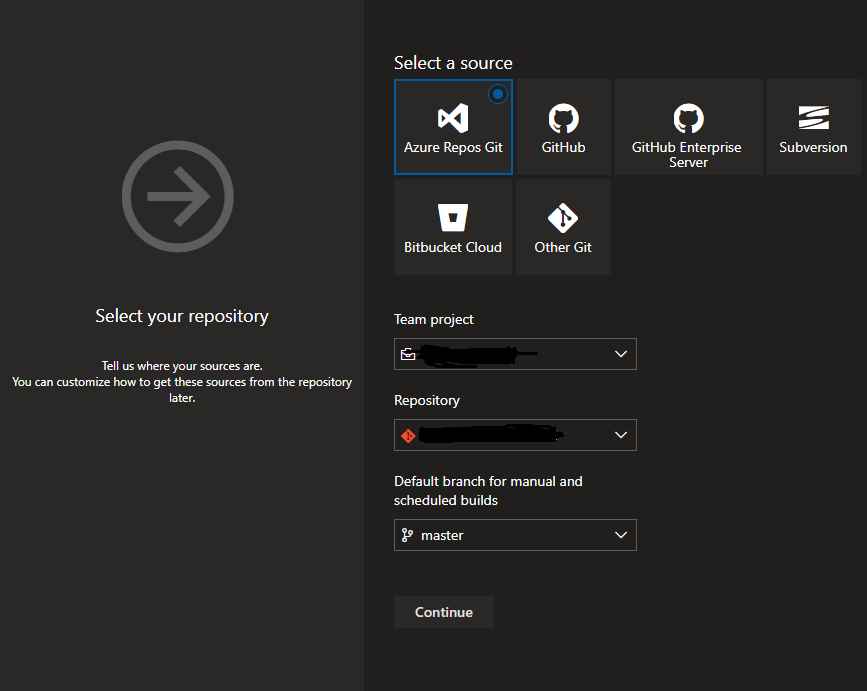 Select a source
Azure Repos Git
GitHub
GitHub Enterprise
Server
Subversion
Bitbucket Cloud
Other Git
Select your repository
Tell us where your sources are.
You can customize how to get these sources from the repository
later.
Team project
Repository
Default branch for manual and
scheduled builds
master
Continue